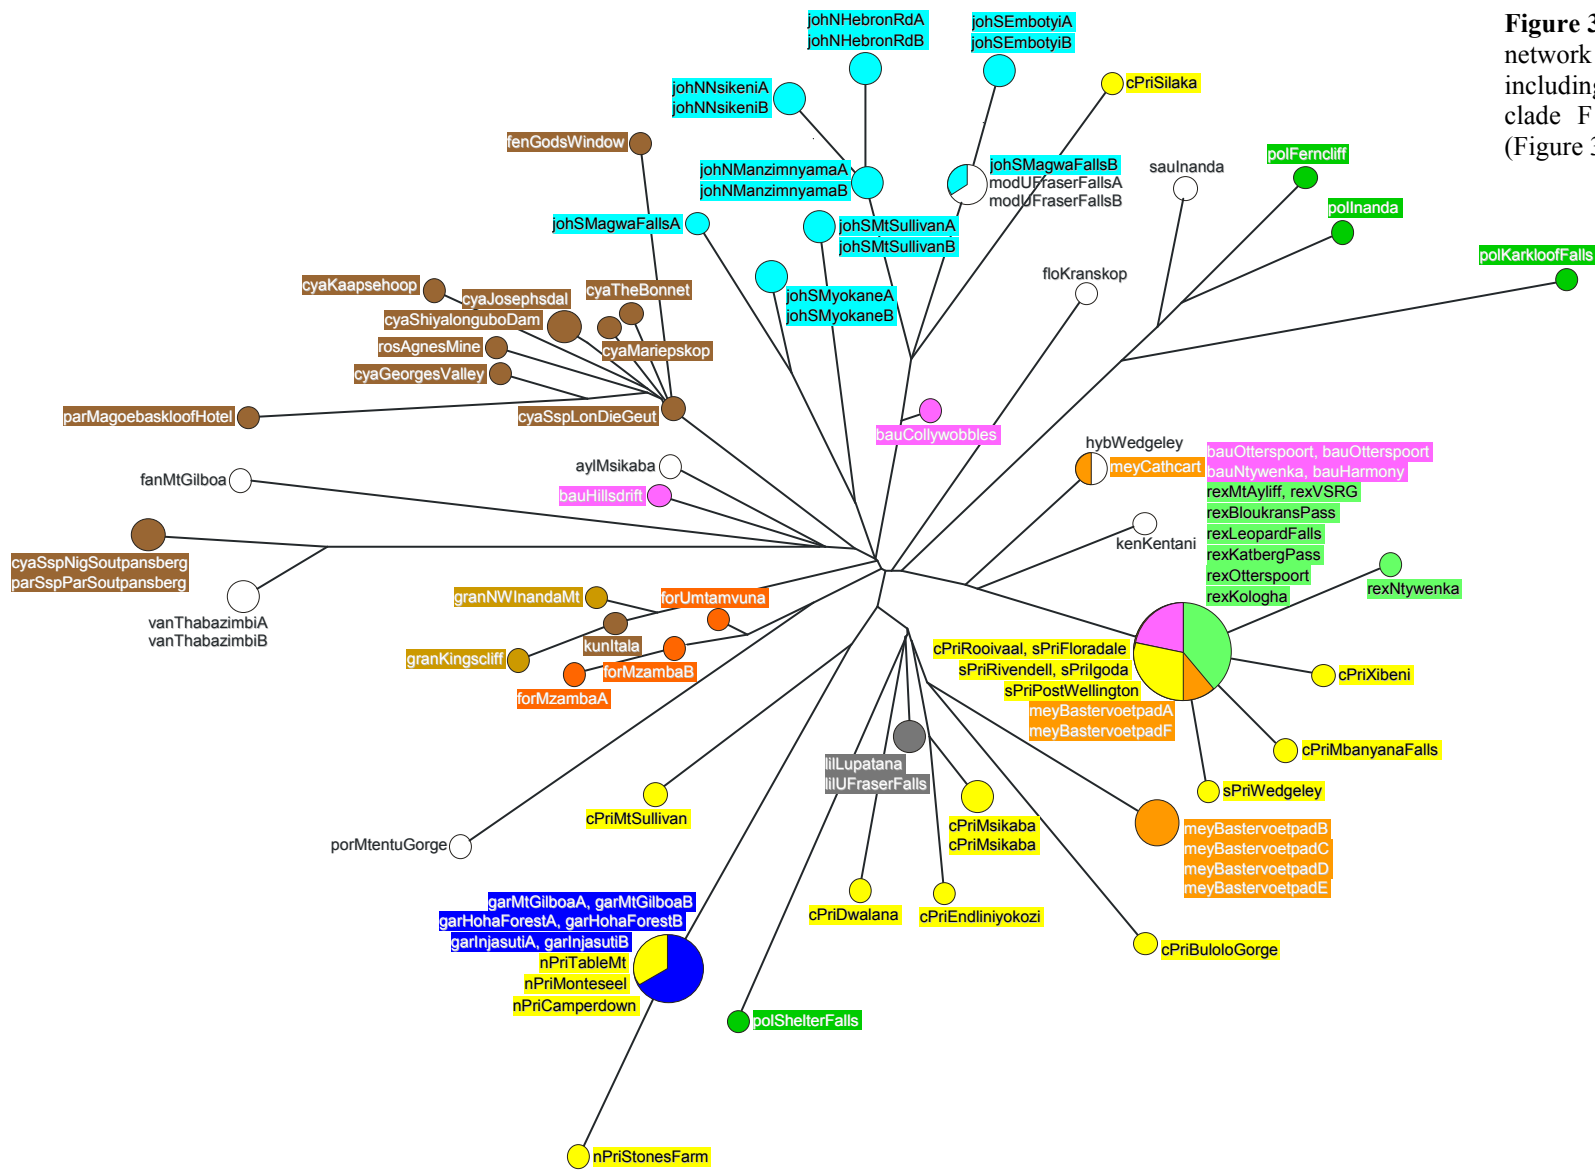 Figure 3
network
including
clade F
(Figure 3
johNHebronRdA
johNHebronRdB
johSEmbotyiA
johSEmbotyiB
johNNsikeniA
johNNsikeniB
cPriSilaka
fenGodsWindow
johNManzimnyamaA
johNManzimnyamaB
johSMagwaFallsB
modUFraserFallsA
modUFraserFallsB
sauInanda
polFerncliff
polInanda
johSMagwaFallsA
johSMtSullivanA
johSMtSullivanB
polKarkloofFalls
floKranskop
johSMyokaneA
johSMyokaneB
cyaKaapsehoop
cyaJosephsdal
cyaShiyalonguboDam
cyaTheBonnet
rosAgnesMine
cyaMariepskop
cyaGeorgesValley
parMagoebaskloofHotel
cyaSspLonDieGeut
bauCollywobbles
hybWedgeley
meyCathcart
bauOtterspoort, bauOtterspoort
bauNtywenka, bauHarmony
rexMtAyliff, rexVSRG
rexBloukransPass
rexLeopardFalls
rexKatbergPass
rexOtterspoort
rexKologha
fanMtGilboa
aylMsikaba
bauHillsdrift
kenKentani
rexNtywenka
cyaSspNigSoutpansberg
parSspParSoutpansberg
vanThabazimbiA
vanThabazimbiB
granNWInandaMt
forUmtamvuna
kunItala
granKingscliff
forMzambaB
forMzambaA
cPriRooivaal, sPriFloradale
sPriRivendell, sPriIgoda
sPriPostWellington
meyBastervoetpadA
meyBastervoetpadF
cPriXibeni
cPriMbanyanaFalls
sPriWedgeley
lilLupatana
lilUFraserFalls
cPriMtSullivan
cPriMsikaba
cPriMsikaba
meyBastervoetpadB
meyBastervoetpadC
meyBastervoetpadD
meyBastervoetpadE
porMtentuGorge
cPriDwalana
cPriEndliniyokozi
cPriBuloloGorge
garMtGilboaA, garMtGilboaB
garHohaForestA, garHohaForestB
garInjasutiA, garInjasutiB
nPriTableMt
nPriMonteseel
nPriCamperdown
polShelterFalls
nPriStonesFarm